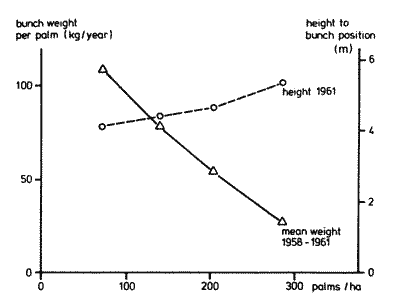 bunch weight
per palm (kg/year)
height to
bunch position
(m)
100
50
0
6
4
2
0
height 1961
mean weight
1958 - 1961
0
100
200
300
palms/ha